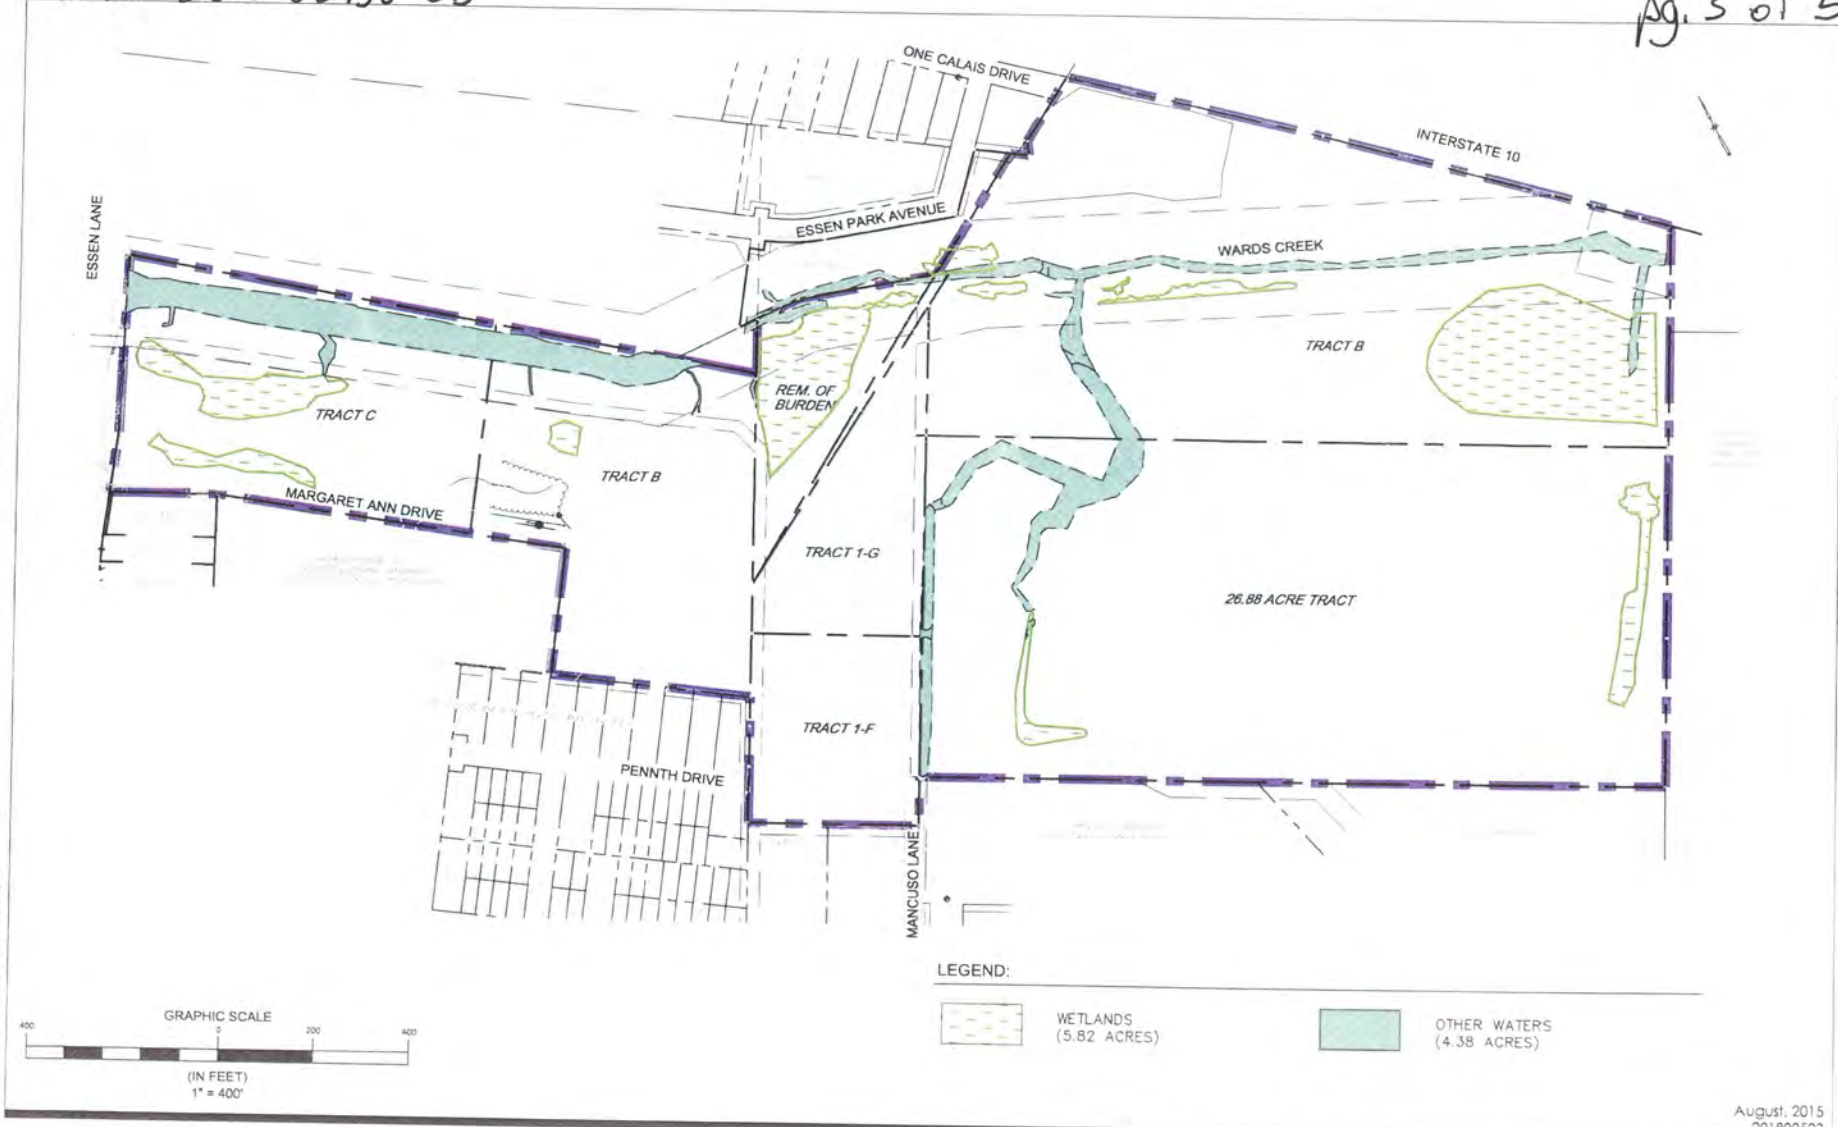 pg. 5 of 5
ONE CALAIS DRIVE
INTERSTATE 10
ESSEN LANE
ESSEN PARK AVENUE
WARDS CREEK
TRACT B
REM. OF
BURDEN
TRACT C
TRACT B
MARGARET ANN DRIVE
TRACT 1-G
26.88 ACRE TRACT
TRACT 1-F
PENNTH DRIVE
MANCUSO LANE
LEGEND:
WETLANDS
(5.82 ACRES)
OTHER WATERS
(4.38 ACRES)
GRAPHIC SCALE
400 0 200 400
(IN FEET)
1" = 400'
August, 2015